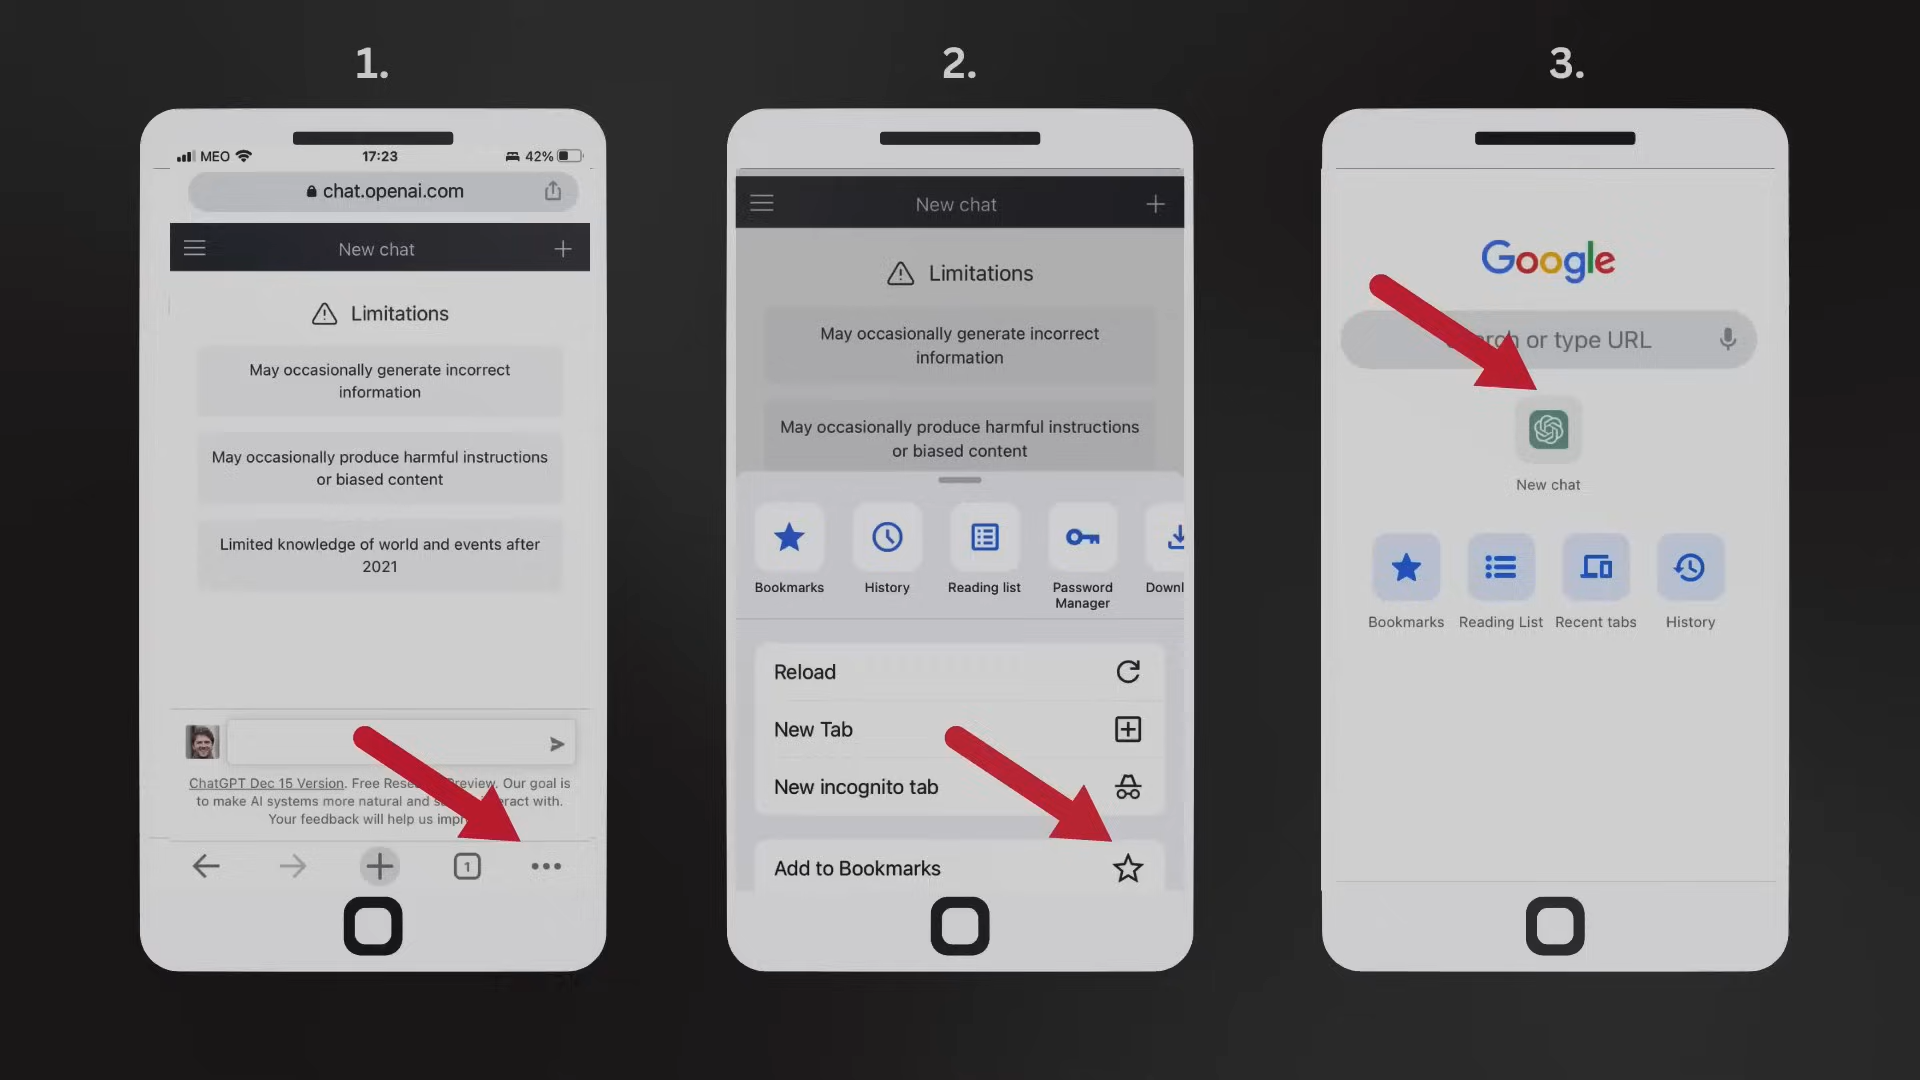 1.
MEO
17:23
42%
chat.openai.com
New chat
Limitations
May occasionally generate incorrect
information
May occasionally produce harmful instructions
or biased content
Limited knowledge of world and events after
2021
ChatGPT Dec 15 Version. Free Preview. Our goal is
to make AI systems more natural and with.
Your feedback will help us
1
2.
New chat
Limitations
May occasionally generate incorrect
information
May occasionally produce harmful instructions
or biased content
Bookmarks
History
Reading list
Password
Manager
Downl
Reload
New Tab
New incognito tab
Add to Bookmarks
3.
Google
or type URL
New chat
Bookmarks
Reading List
Recent tabs
History